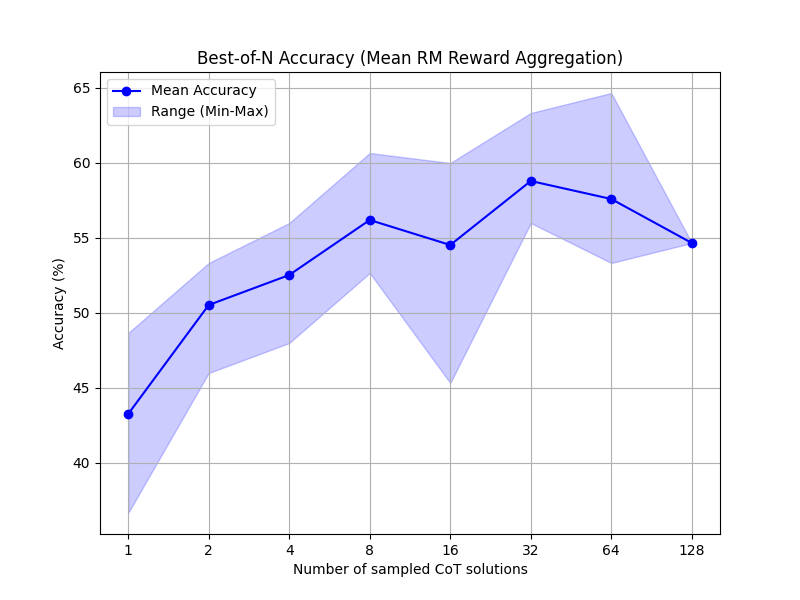 Best-of-N Accuracy (Mean RM Reward Aggregation)
Mean Accuracy
Range (Min-Max)
65
60
55
50
45
40
Accuracy (%)
1 2 4 8 16 32 64 128
Number of sampled CoT solutions